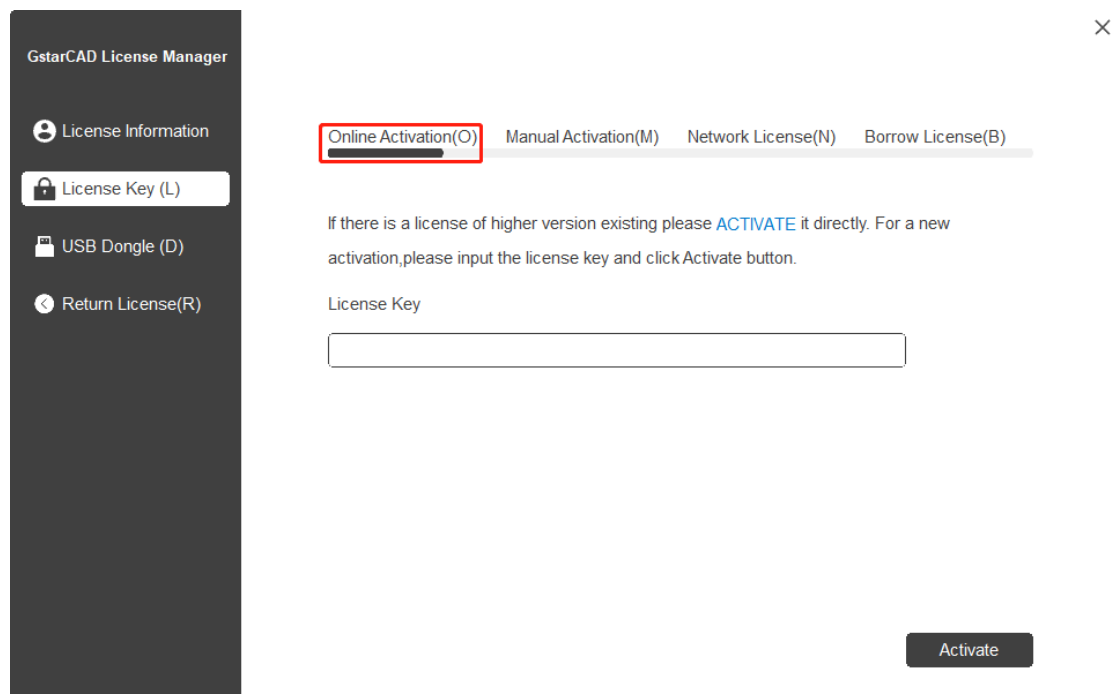 GstarCAD License Manager
License Information
License Key (L)
USB Dongle (D)
Return License(R)
Online Activation(O) Manual Activation(M) Network License(N) Borrow License(B)
If there is a license of higher version existing please ACTIVATE it directly. For a new
activation,please input the license key and click Activate button.
License Key
Activate